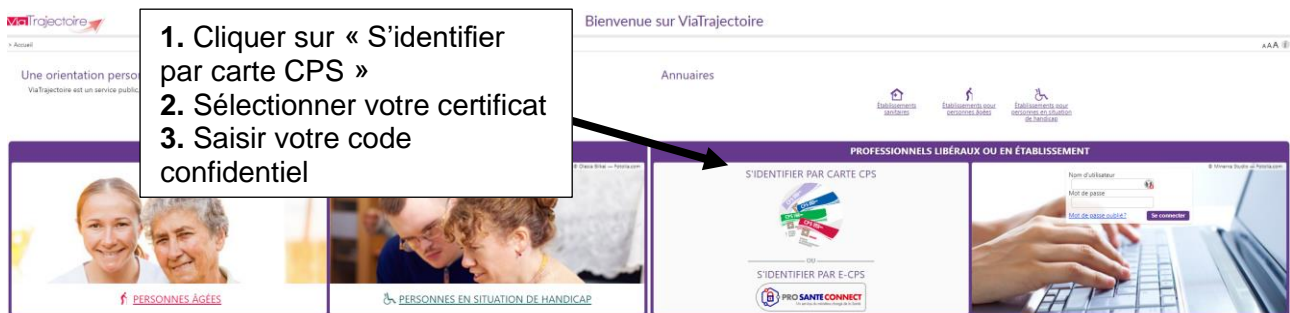 ViaTrajectoire
Bienvenue sur ViaTrajectoire
> Accueil
A A A
Une orientation perso
ViaTrajectoire est un service public,
1. Cliquer sur « S'identifier
par carte CPS »
2. Sélectionner votre certificat
3. Saisir votre code
confidentiel
Annuaires
Établissements
sanitaires
Établissements pour
personnes âgées
Établissements pour
personnes en situation
de handicap
PROFESSIONNELS LIBÉRAUX OU EN ÉTABLISSEMENT
© Minerva Studio — Fotolia.com
S'IDENTIFIER PAR CARTE CPS
OU
S'IDENTIFIER PAR E-CPS
PRO SANTE CONNECT
Nom d'utilisateur
Mot de passe
Mot de passe oublié ?
Se connecter
PERSONNES ÂGÉES
PERSONNES EN SITUATION DE HANDICAP